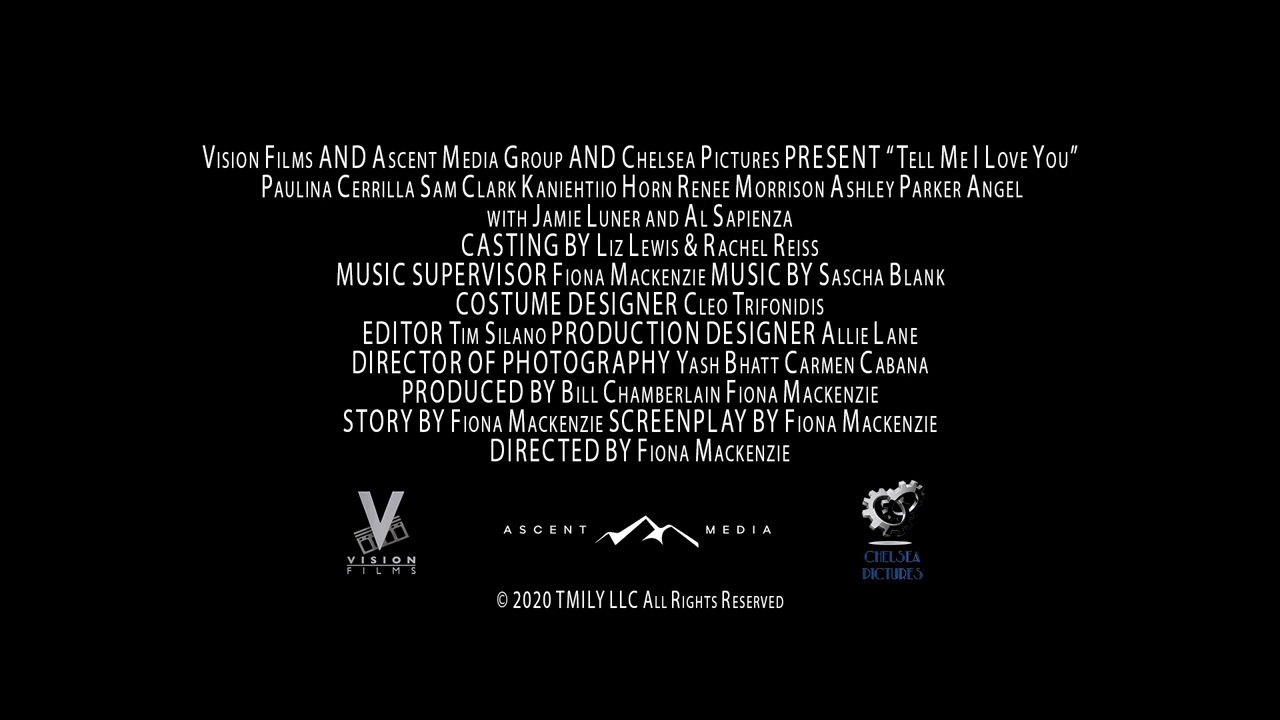 Vision Films AND Ascent Media Group AND Chelsea Pictures PRESENT “Tell Me I Love You”
Paulina Cerrilla Sam Clark Kaniehtiio Horn Renee Morrison Ashley Parker Angel
with Jamie Luner and Al Sapienza
CASTING BY Liz Lewis & Rachel Reiss
MUSIC SUPERVISOR Fiona Mackenzie MUSIC BY Sascha Blank
COSTUME DESIGNER Cleo Trifonidis
EDITOR Tim Silano PRODUCTION DESIGNER Allie Lane
DIRECTOR OF PHOTOGRAPHY Yash Bhatt Carmen Cabana
PRODUCED BY Bill Chamberlain Fiona Mackenzie
STORY BY Fiona Mackenzie SCREENPLAY BY Fiona Mackenzie
DIRECTED BY Fiona Mackenzie
V
VISION
FILMS
ASCENT MEDIA
CHELSEA
PICTURES
© 2020 TMILY LLC All Rights Reserved